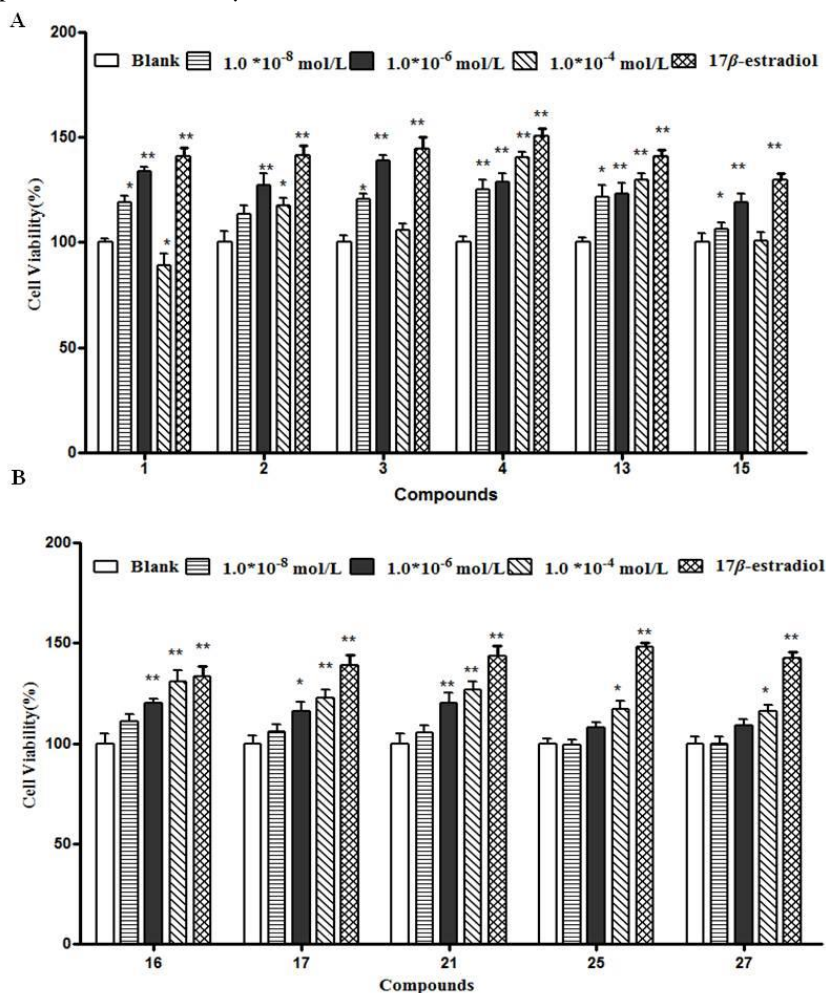 A
200
Blank 1.0 *10-8 mol/L 1.0*10-6 mol/L 1.0*10-4 mol/L 17β-estradiol
** ** ** ** ** ** ** ** ** ** ** ** **
150
* * * * * *
100
*
Cell Viability(%)
50
0
1 2 3 4 13 15
Compounds
B
200
Blank 1.0*10-8 mol/L 1.0*10-6 mol/L 1.0 *10-4 mol/L 17β-estradiol
150
** ** ** ** ** ** ** ** ** **
* * *
100
Cell Viability(%)
50
0
16 17 21 25 27
Compounds